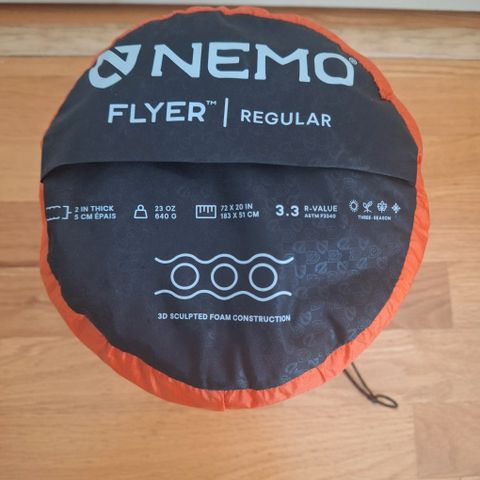 NEMO®
FLYER™ | REGULAR
2 IN THICK
5 CM ÉPAIS
23 OZ
640 G
72 X 20 IN
183 X 51 CM
3.3 R-VALUE
ASTM F3340
THREE-SEASON
3D SCULPTED FOAM CONSTRUCTION